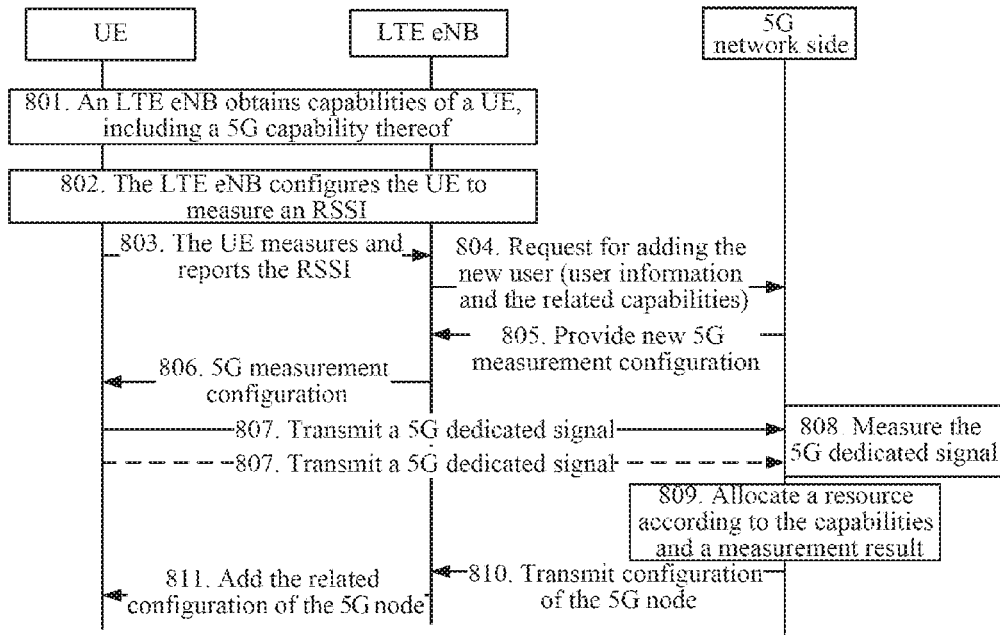 UE
LTE eNB
5G
network side
801. An LTE eNB obtains capabilities of a UE,
including a 5G capability thereof
802. The LTE eNB configures the UE to
measure an RSSI
803. The UE measures and
reports the RSSI
804. Request for adding the
new user (user information
and the related capabilities)
805. Provide new 5G
measurement configuration
806. 5G measurement
configuration
807. Transmit a 5G dedicated signal
808. Measure the
5G dedicated signal
807. Transmit a 5G dedicated signal
809. Allocate a resource
according to the capabilities
and a measurement result
810. Transmit configuration
of the 5G node
811. Add the related
configuration of the 5G node